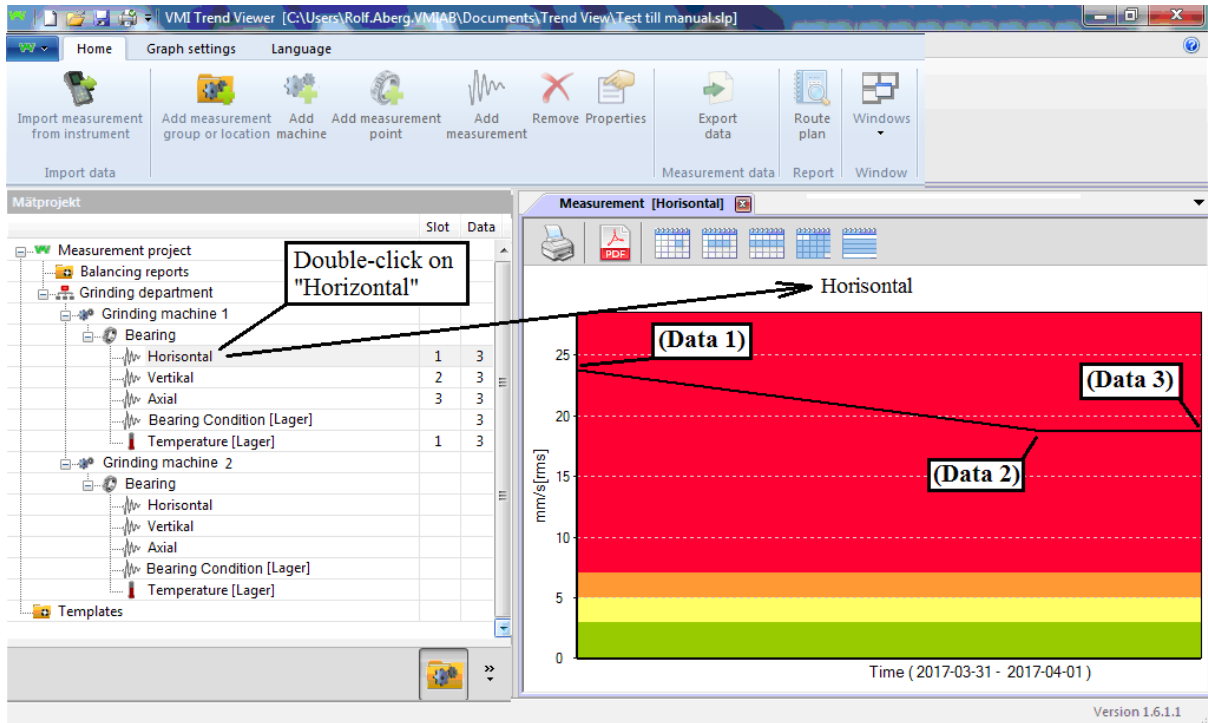 VMI Trend Viewer [C:\Users\Rolf.Aberg.VMIAB\Documents\Trend View\Test till manual.slp]
Home Graph settings Language
Import measurement from instrument
Add measurement group or location
Add machine
Add measurement point
Add measurement
Remove
Properties
Export data
Route plan
Windows
Import data
Measurement data
Report
Window
Mätprojekt
Slot Data
Measurement project
Balancing reports
Grinding department
Grinding machine 1
Bearing
Horisontal 1 3
Vertikal 2 3
Axial 3 3
Bearing Condition [Lager] 3
Temperature [Lager] 1 3
Grinding machine 2
Bearing
Horisontal
Vertikal
Axial
Bearing Condition [Lager]
Temperature [Lager]
Templates
Double-click on
"Horizontal"
Measurement [Horisontal]
PDF
Horisontal
(Data 1)
(Data 2)
(Data 3)
mm/s[rms]
25
20
15
10
5
0
Time ( 2017-03-31 - 2017-04-01 )
Version 1.6.1.1